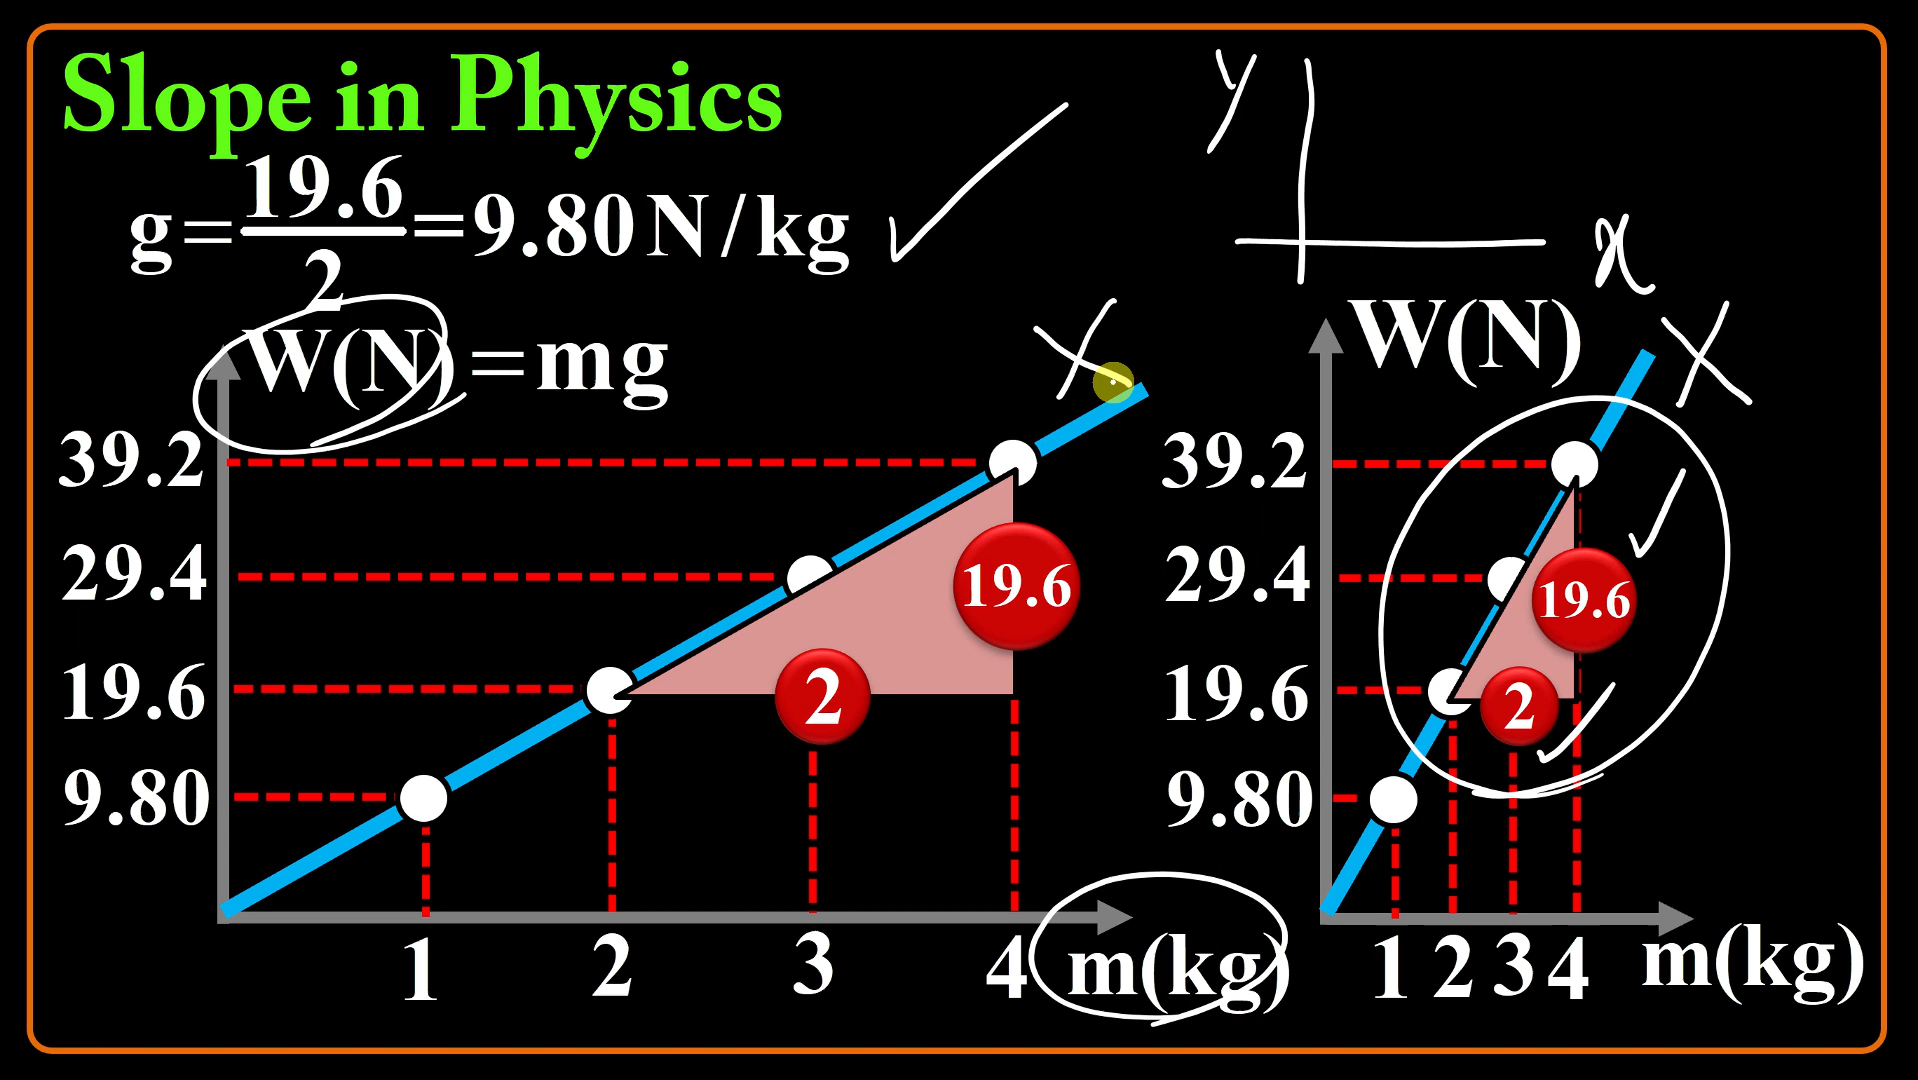 Slope in Physics
g=19.6/2=9.80 N/kg
y
x
W(N)=mg
39.2
29.4
19.6
9.80
19.6
2
1 2 3 4 m(kg)
W(N)
39.2
29.4
19.6
9.80
19.6
2
1 2 3 4 m(kg)